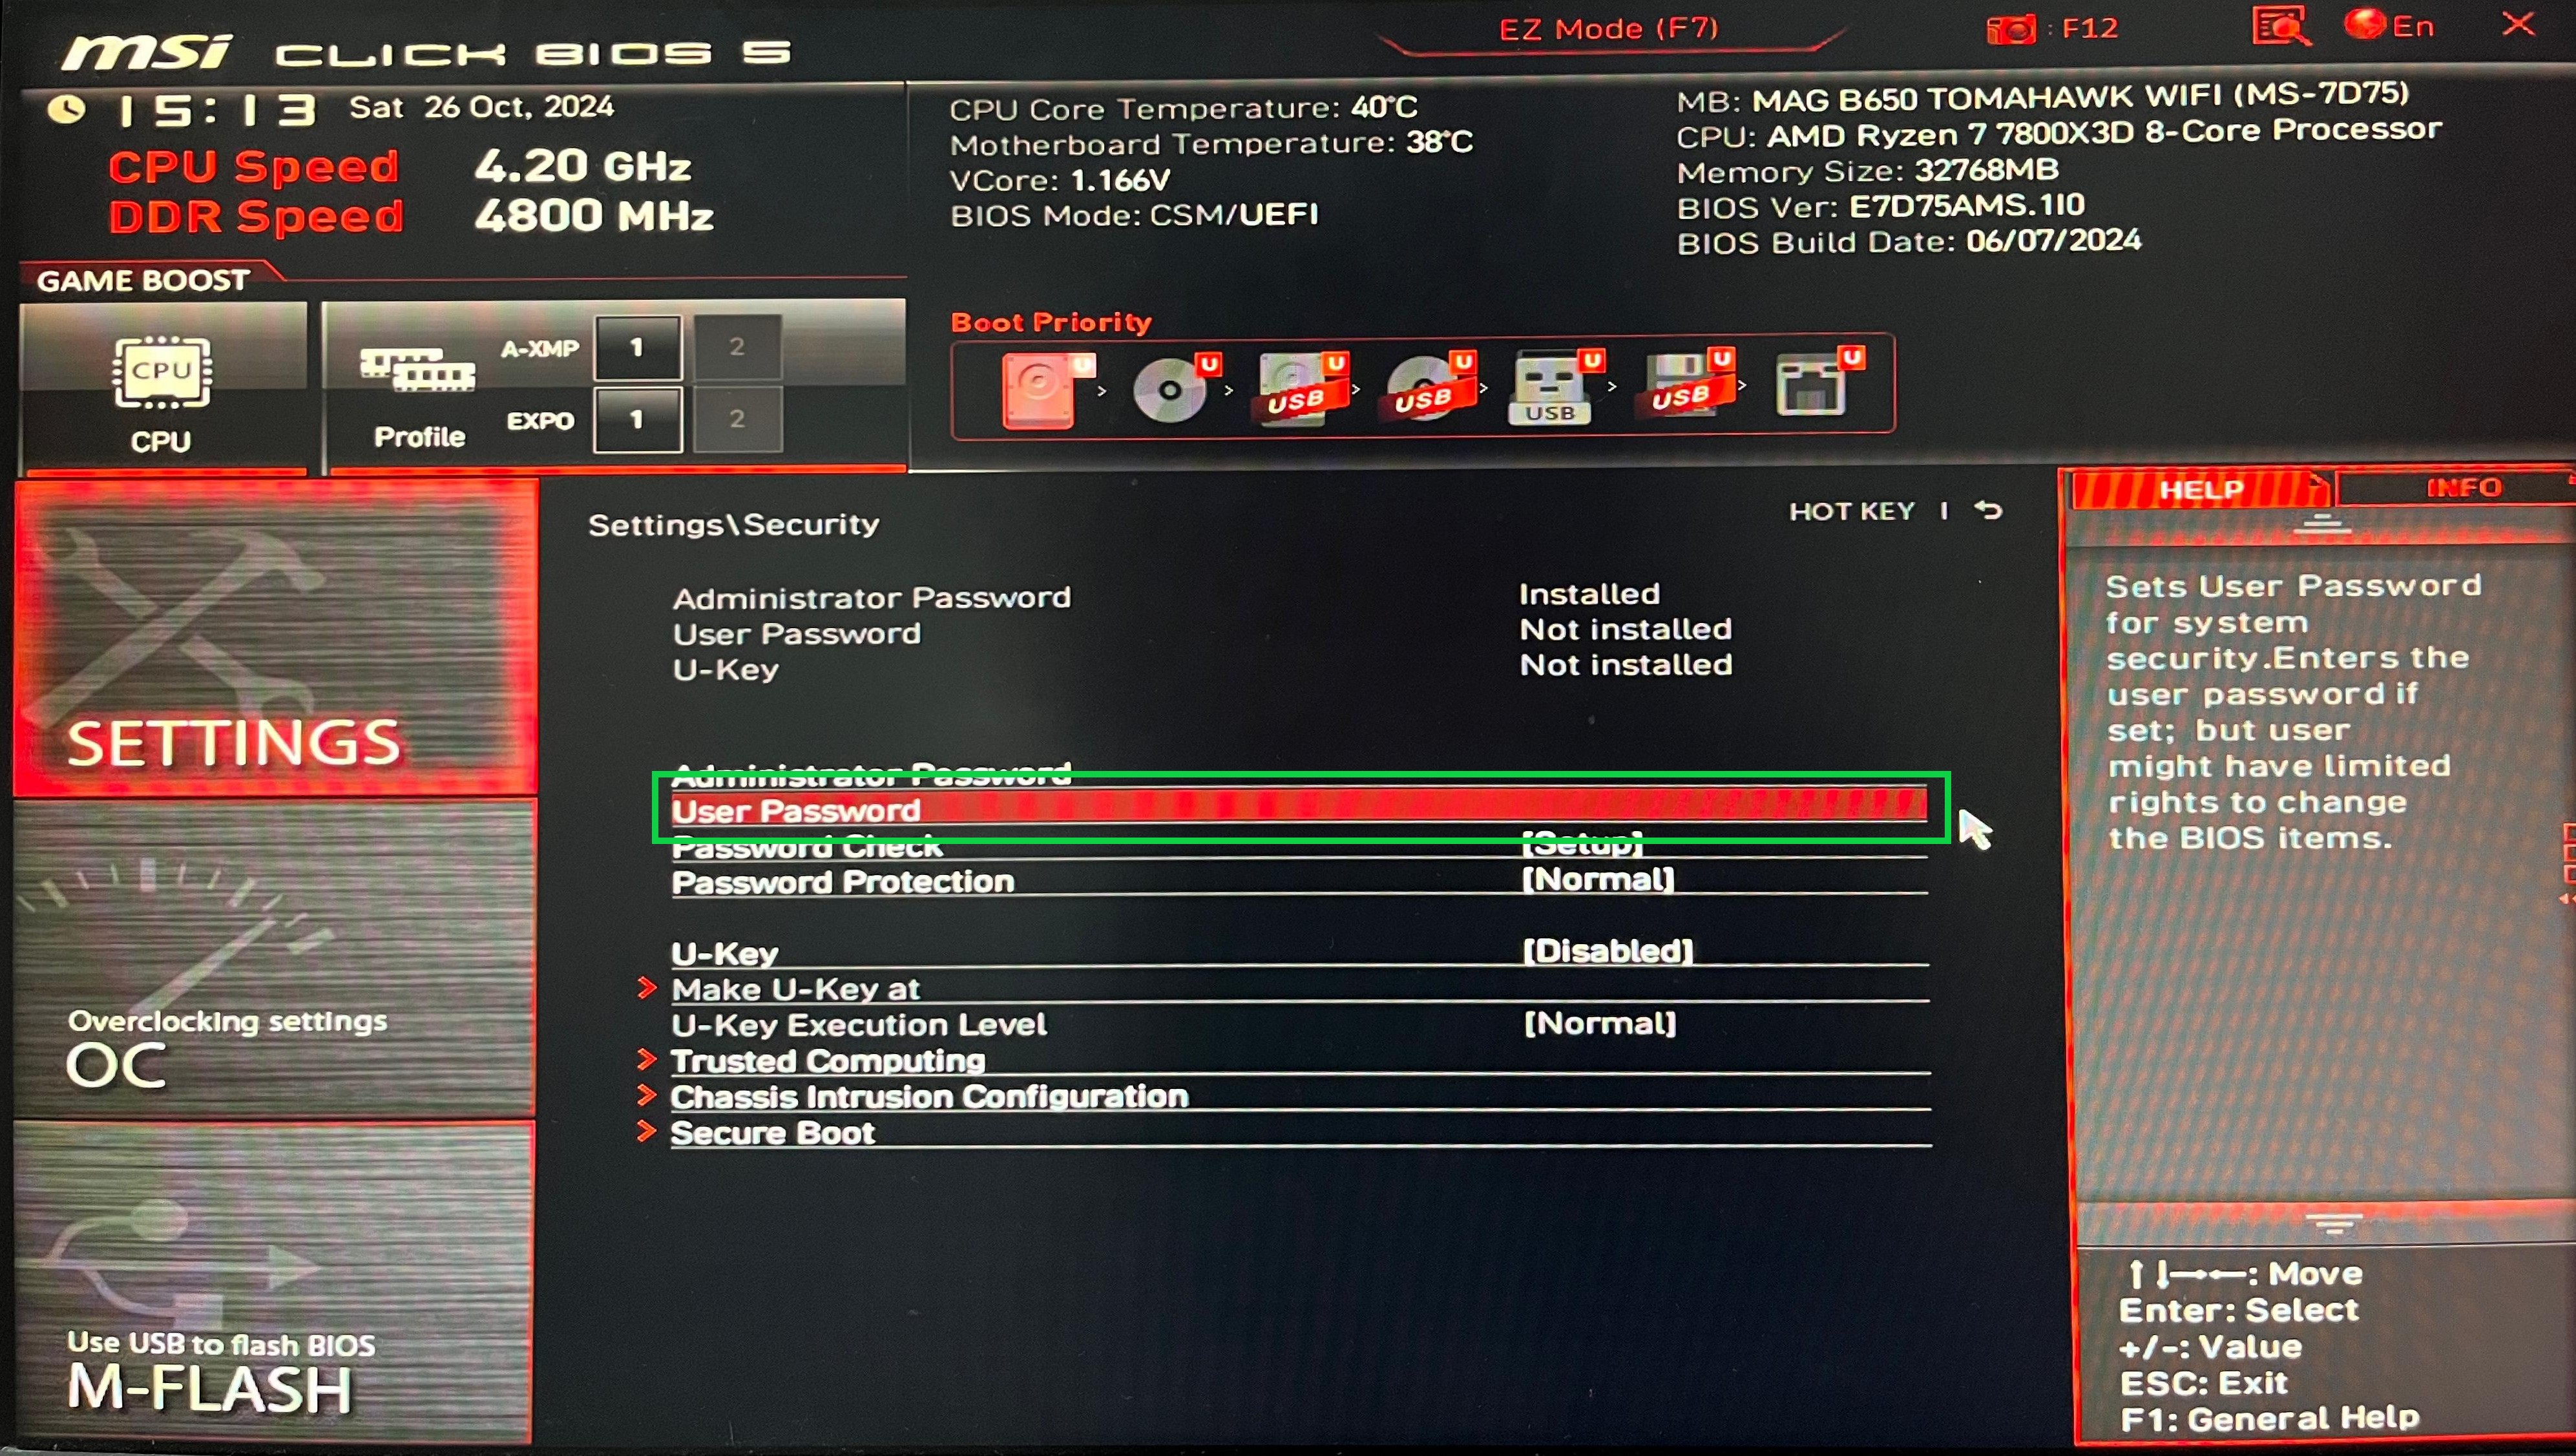 msi CLICK BIOS 5
EZ Mode (F7)
: F12
En
15:13 Sat 26 Oct, 2024
CPU Speed 4.20 GHz
DDR Speed 4800 MHz
CPU Core Temperature: 40°C
Motherboard Temperature: 38°C
VCore: 1.166V
BIOS Mode: CSM/UEFI
MB: MAG B650 TOMAHAWK WIFI (MS-7D75)
CPU: AMD Ryzen 7 7800X3D 8-Core Processor
Memory Size: 32768MB
BIOS Ver: E7D75AMS.1I0
BIOS Build Date: 06/07/2024
GAME BOOST
CPU
CPU
Profile
A-XMP 1 2
EXPO 1 2
Boot Priority
U U U U U U U
USB USB USB USB
SETTINGS
Overclocking settings
OC
Use USB to flash BIOS
M-FLASH
Settings\Security
HOT KEY |
Administrator Password Installed
User Password Not installed
U-Key Not installed
Administrator Password
User Password
Password Check [Setup]
Password Protection [Normal]
U-Key [Disabled]
> Make U-Key at
U-Key Execution Level [Normal]
> Trusted Computing
> Chassis Intrusion Configuration
> Secure Boot
HELP
INFO
Sets User Password
for system
security.Enters the
user password if
set; but user
might have limited
rights to change
the BIOS items.
↑↓→←: Move
Enter: Select
+/-: Value
ESC: Exit
F1: General Help